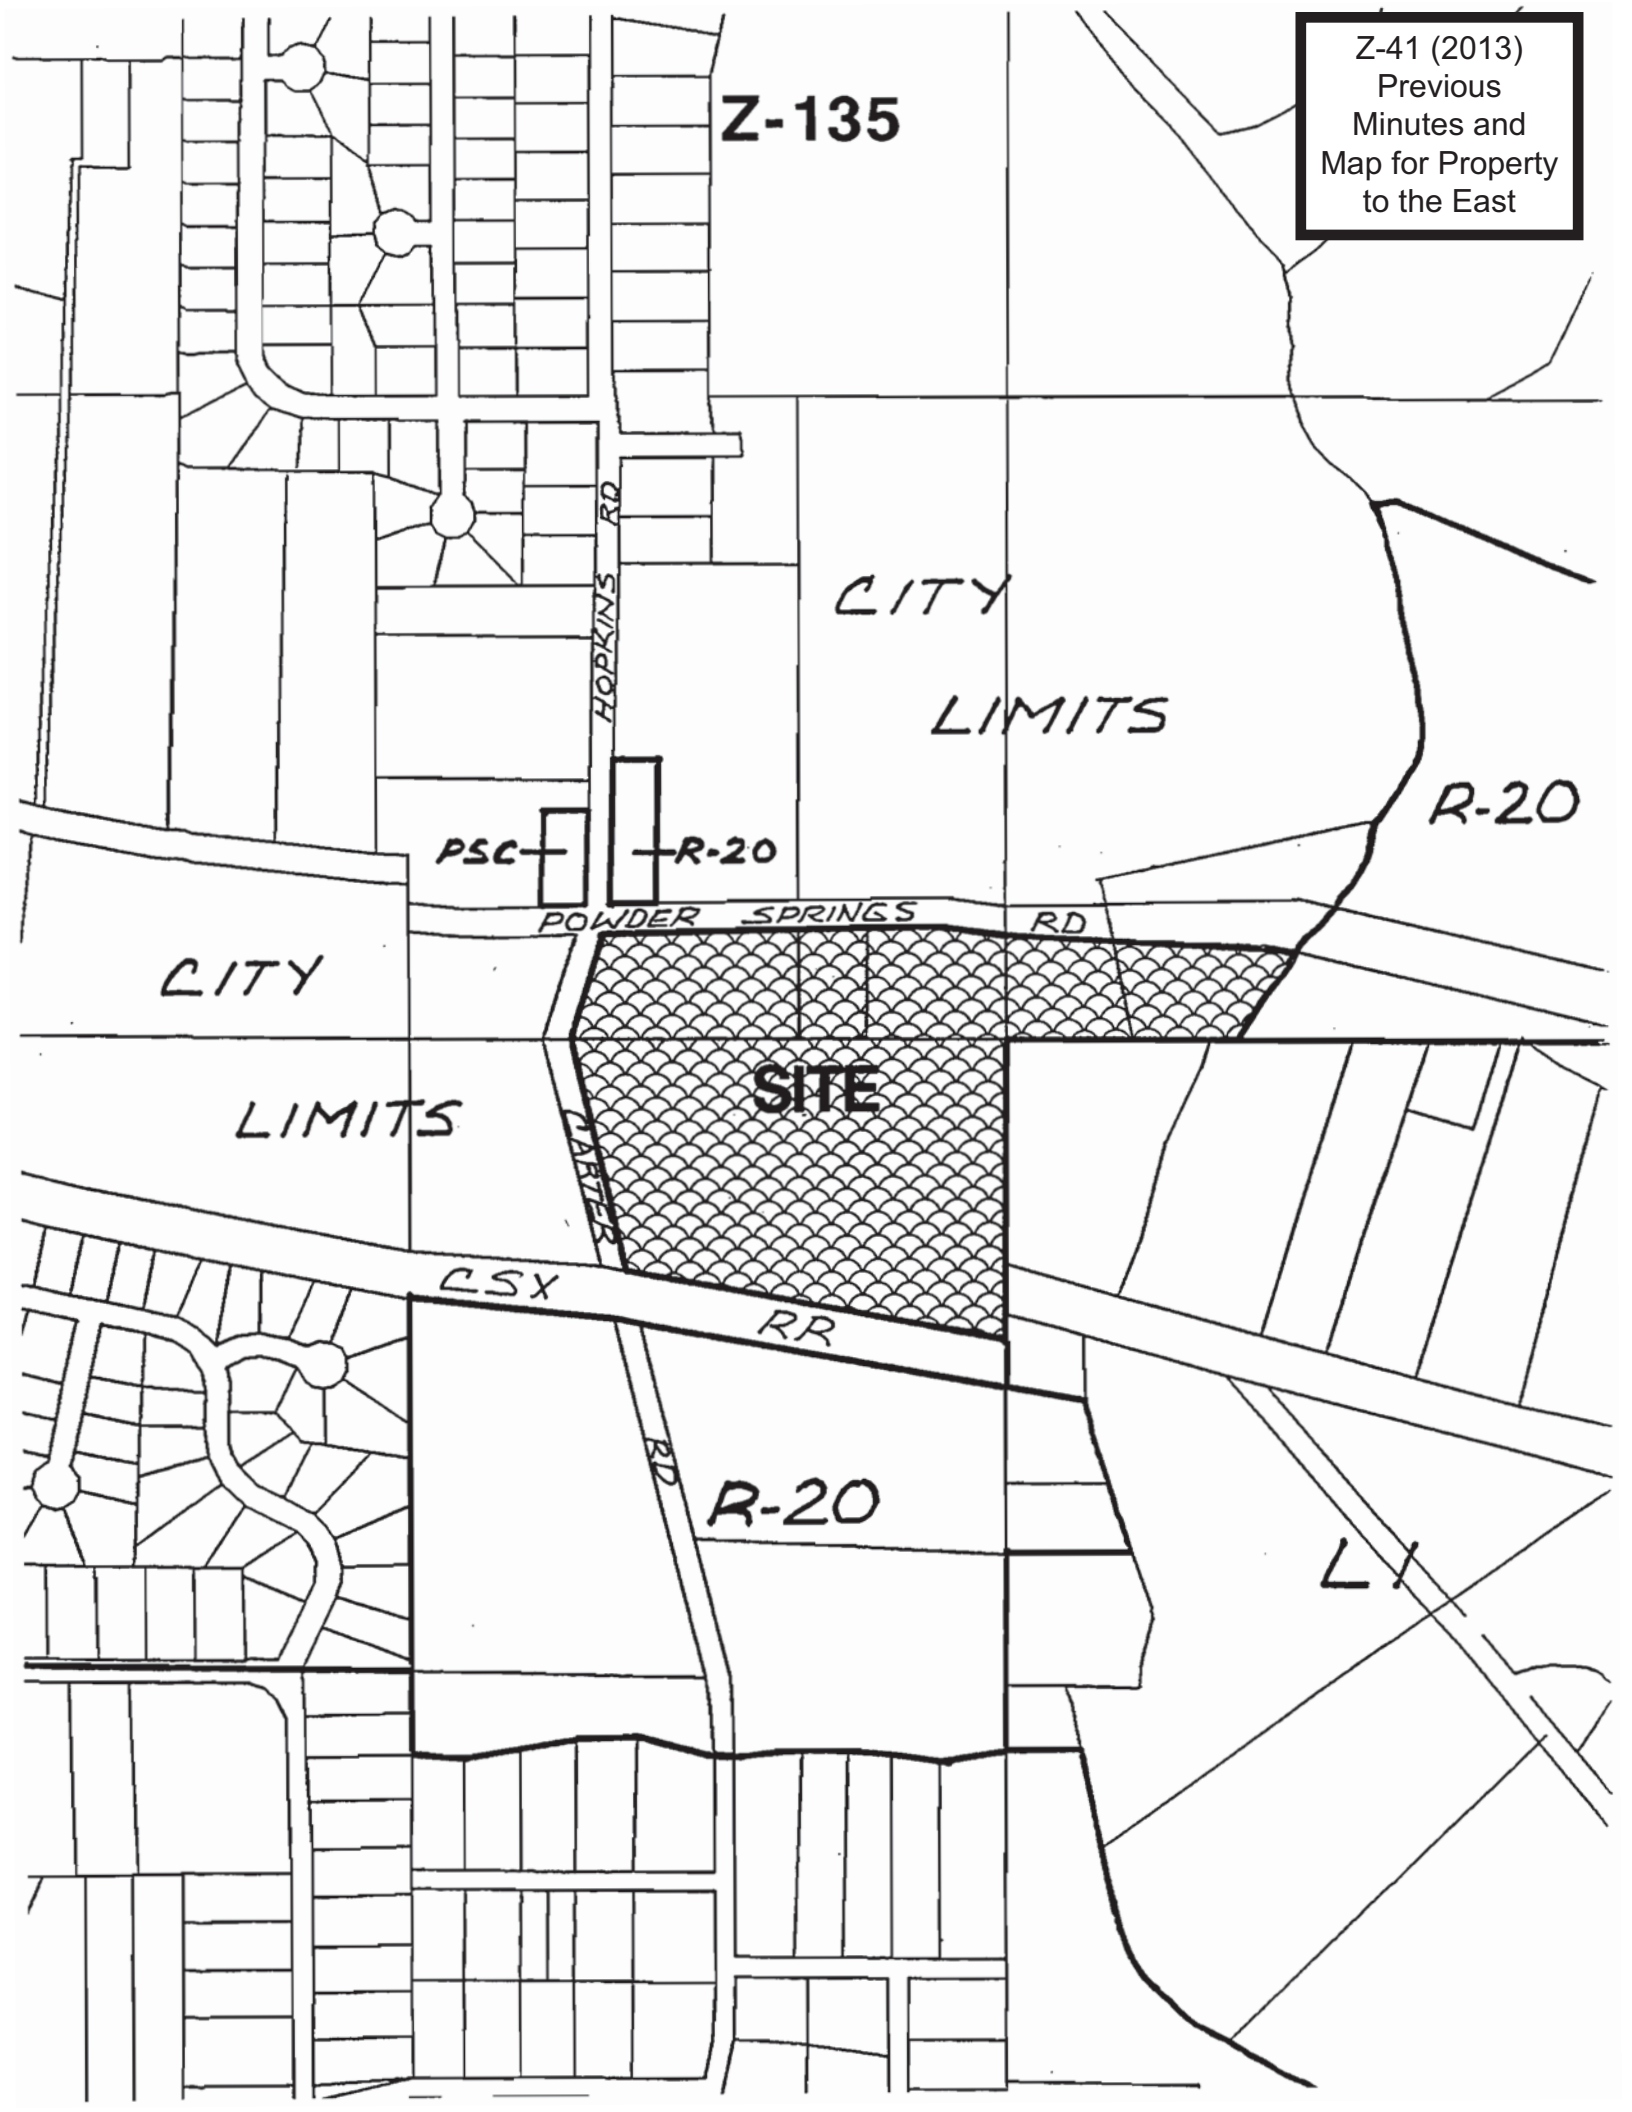 Z-41 (2013)
Previous
Minutes and
Map for Property
to the East
Z-135
HOPKINS RD
CITY
LIMITS
R-20
PSC
R-20
POWDER SPRINGS RD
CITY
LIMITS
SITE
CARTER
CSX RR
RD
R-20
LI